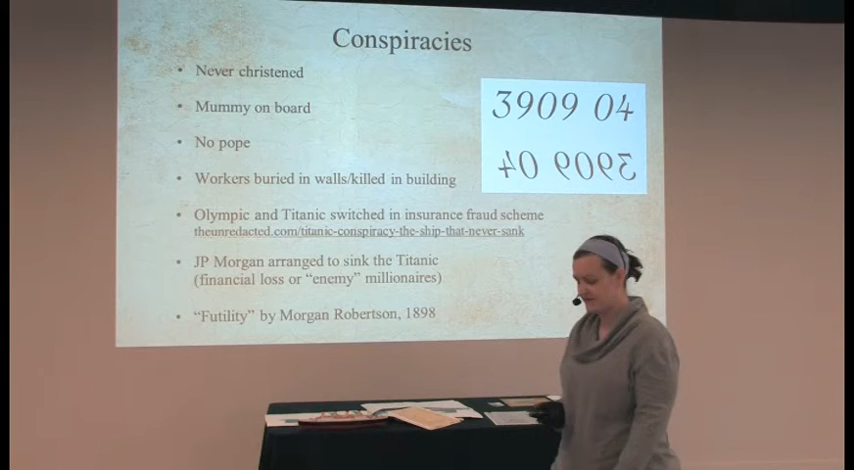 Conspiracies
• Never christened
• Mummy on board
• No pope
• Workers buried in walls/killed in building
• Olympic and Titanic switched in insurance fraud scheme
theunredacted.com/titanic-conspiracy-the-ship-that-never-sank
• JP Morgan arranged to sink the Titanic
(financial loss or “enemy” millionaires)
• “Futility” by Morgan Robertson, 1898
3909 04
3909 04